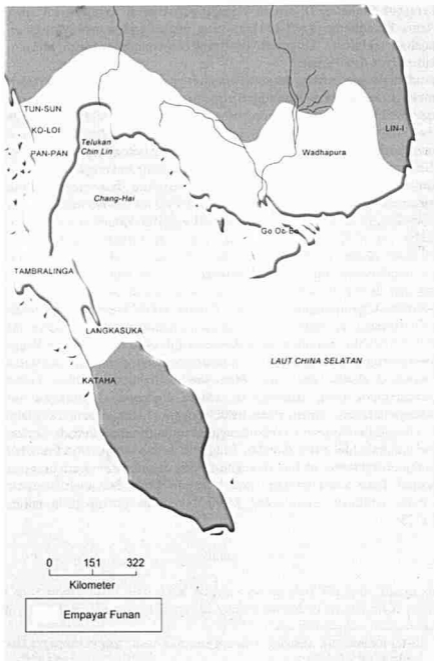 TUN-SUN
KO-LOI
PAN-PAN
Telukan
Chin Lin
Chang-Hai
Wadhapura
LIN-I
Go Oc Eo
TAMBRALINGA
LANGKASUKA
KATAHA
LAUT CHINA SELATAN
0 151 322
Kilometer
Empayar Funan